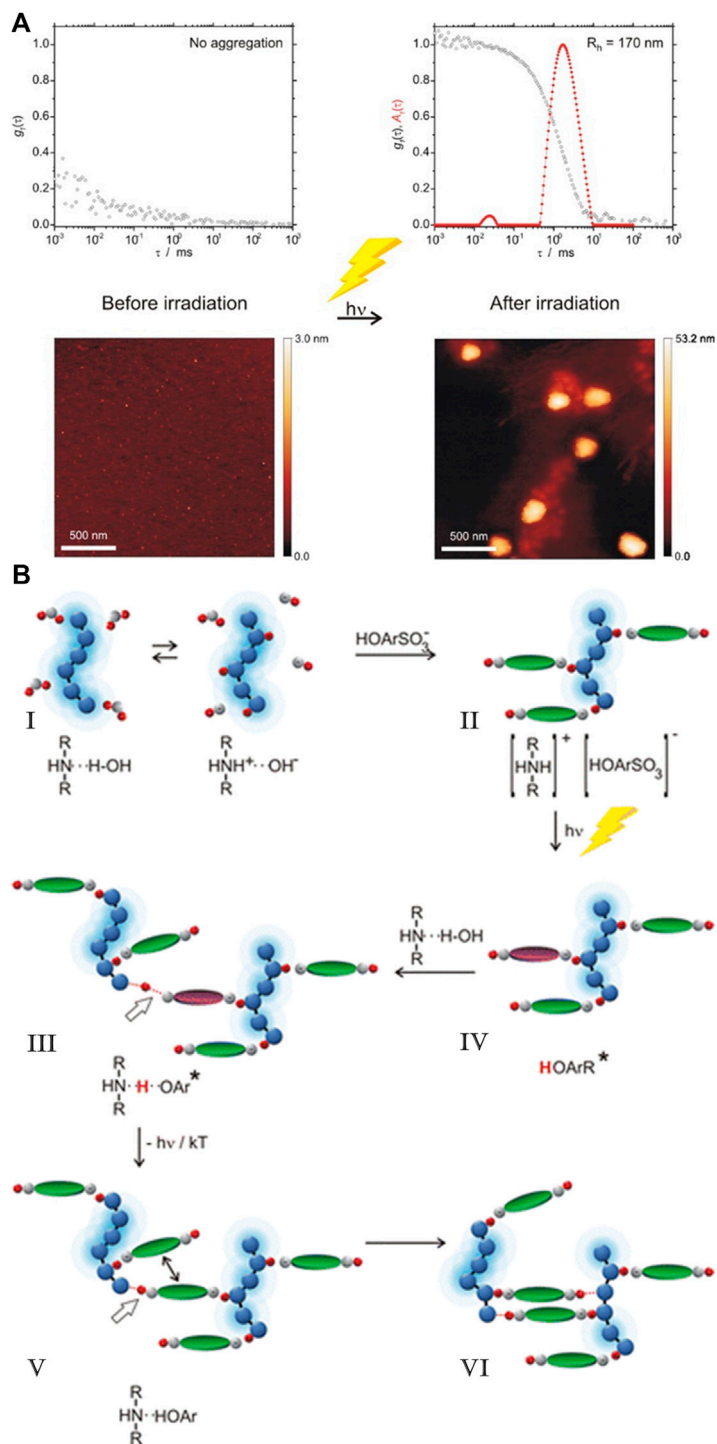 A
No aggregation
1.0
0.8
0.6
0.4
0.2
0.0
g₁(τ)
10⁻³ 10⁻² 10⁻¹ 10⁰ 10¹ 10² 10³
τ / ms
Rₕ = 170 nm
1.0
0.8
0.6
0.4
0.2
0.0
g₁(τ), A₁(τ)
10⁻³ 10⁻² 10⁻¹ 10⁰ 10¹ 10² 10³
τ / ms
Before irradiation
hν
After irradiation
3.0 nm
0.0
500 nm
53.2 nm
0.0
500 nm
B
I
R
HN···H-OH
R
R
HNH⁺···OH⁻
R
HOArSO₃⁻
II
R
HNH
R
+
HOArSO₃
-
hν
III
R
HN···H-OH
R
IV
HOArR*
R
HN···H···OAr*
R
- hν / kT
V
VI
R
HN···HOAr
R